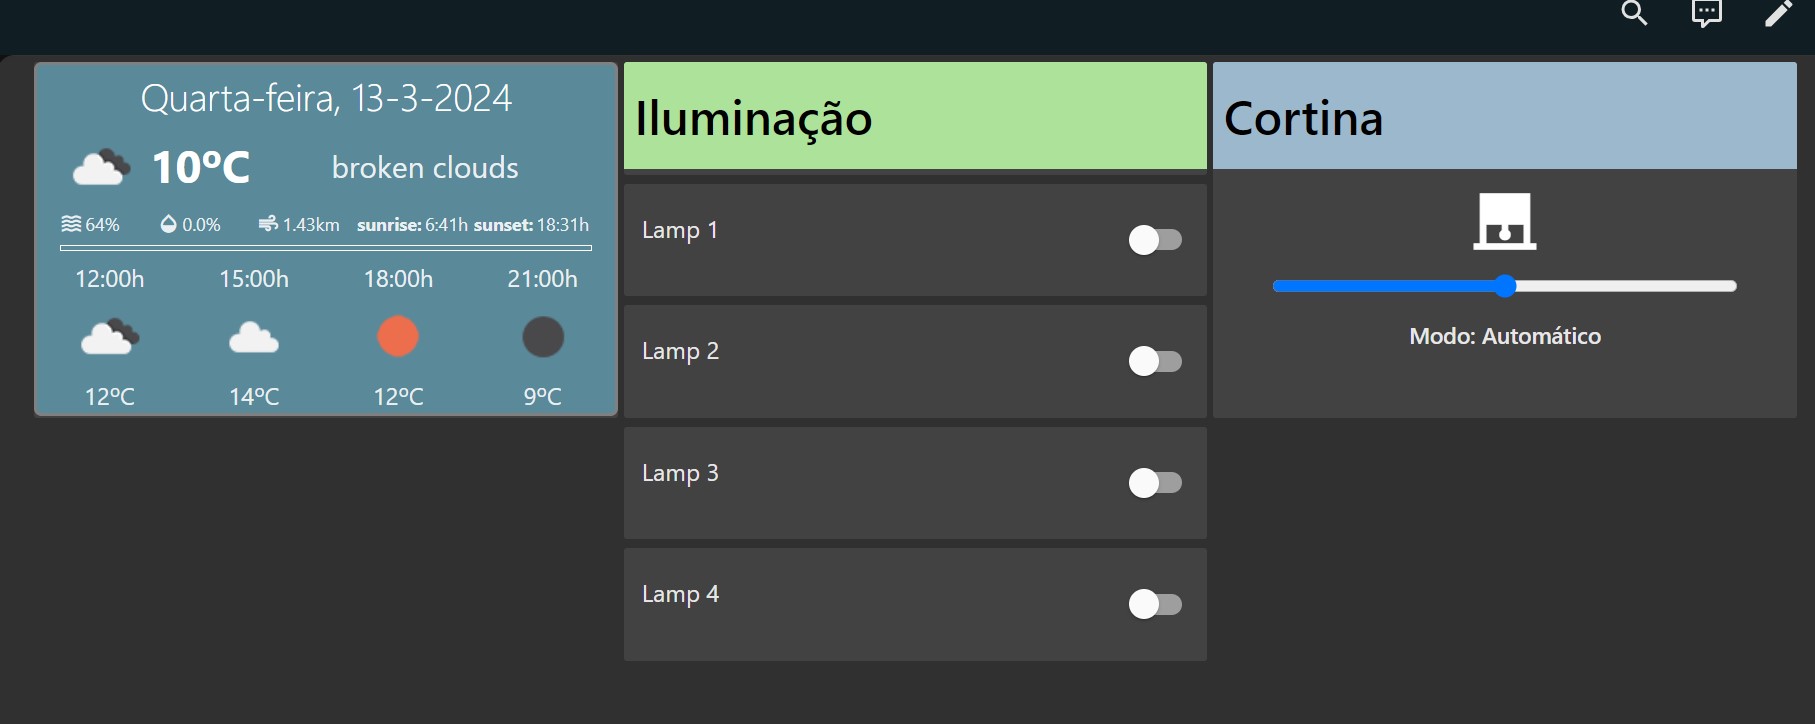 Quarta-feira, 13-3-2024
10ºC broken clouds
64% 0.0% 1.43km sunrise: 6:41h sunset: 18:31h
12:00h 15:00h 18:00h 21:00h
12ºC 14ºC 12ºC 9ºC
Iluminação
Lamp 1
Lamp 2
Lamp 3
Lamp 4
Cortina
Modo: Automático